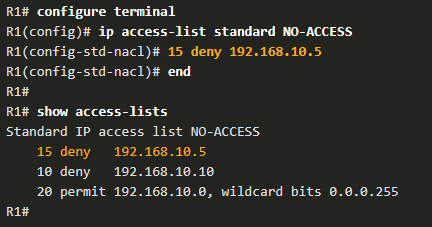 R1# configure terminal
R1(config)# ip access-list standard NO-ACCESS
R1(config-std-nacl)# 15 deny 192.168.10.5
R1(config-std-nacl)# end
R1#
R1# show access-lists
Standard IP access list NO-ACCESS
    15 deny   192.168.10.5
    10 deny   192.168.10.10
    20 permit 192.168.10.0, wildcard bits 0.0.0.255
R1#